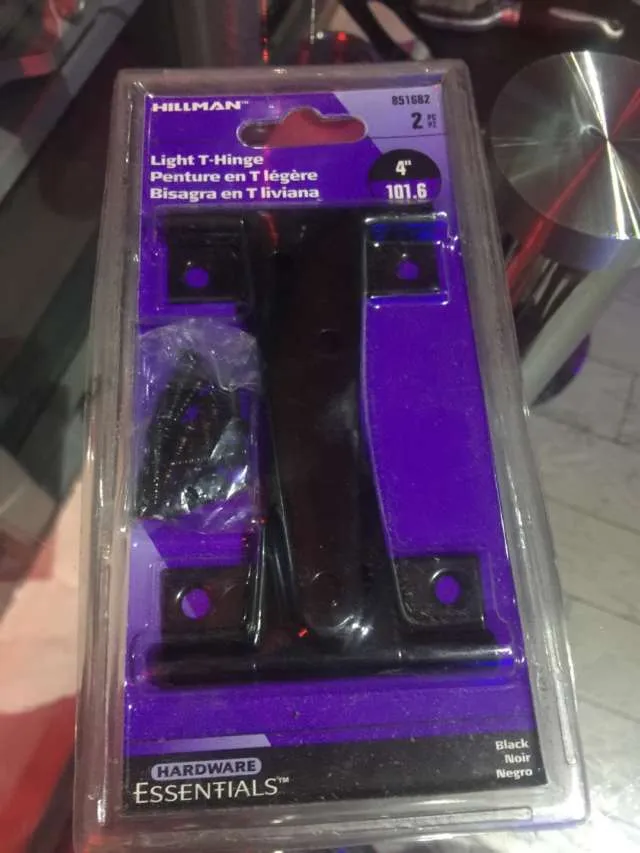 HILLMAN™
851682
2 PC
PZ
Light T-Hinge
Penture en T légère
Bisagra en T liviana
4"
101.6
Black
Noir
Negro
HARDWARE
ESSENTIALS™